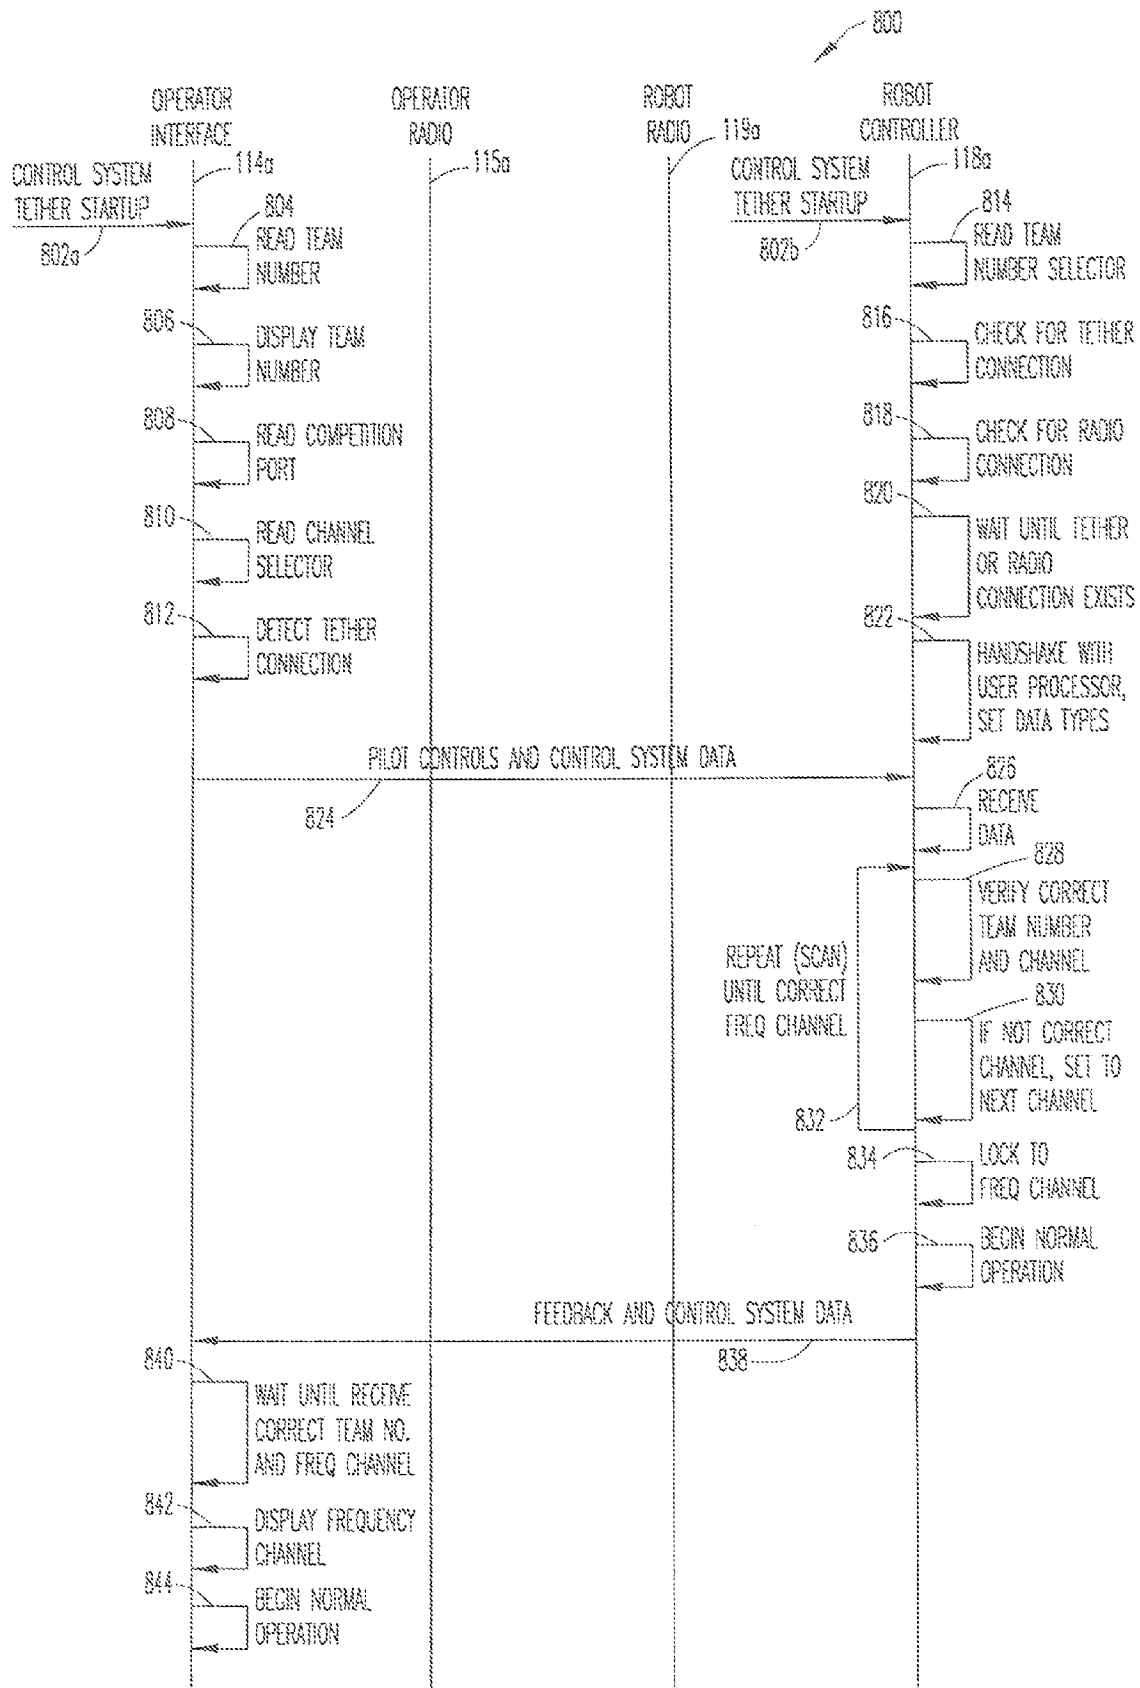 800
OPERATOR
INTERFACE
OPERATOR
RADIO
ROBOT
RADIO
ROBOT
CONTROLLER
114a
115a
119a
118a
CONTROL SYSTEM
TETHER STARTUP
802a
CONTROL SYSTEM
TETHER STARTUP
802b
804
READ TEAM
NUMBER
806
DISPLAY TEAM
NUMBER
808
READ COMPETITION
PORT
810
READ CHANNEL
SELECTOR
812
DETECT TETHER
CONNECTION
814
READ TEAM
NUMBER SELECTOR
816
CHECK FOR TETHER
CONNECTION
818
CHECK FOR RADIO
CONNECTION
820
WAIT UNTIL TETHER
OR RADIO
CONNECTION EXISTS
822
HANDSHAKE WITH
USER PROCESSOR,
SET DATA TYPES
PILOT CONTROLS AND CONTROL SYSTEM DATA
824
826
RECEIVE
DATA
828
VERIFY CORRECT
TEAM NUMBER
AND CHANNEL
REPEAT (SCAN)
UNTIL CORRECT
FREQ CHANNEL
830
IF NOT CORRECT
CHANNEL, SET TO
NEXT CHANNEL
832
834
LOCK TO
FREQ CHANNEL
836
BEGIN NORMAL
OPERATION
FEEDBACK AND CONTROL SYSTEM DATA
838
840
WAIT UNTIL RECEIVE
CORRECT TEAM NO.
AND FREQ CHANNEL
842
DISPLAY FREQUENCY
CHANNEL
844
BEGIN NORMAL
OPERATION